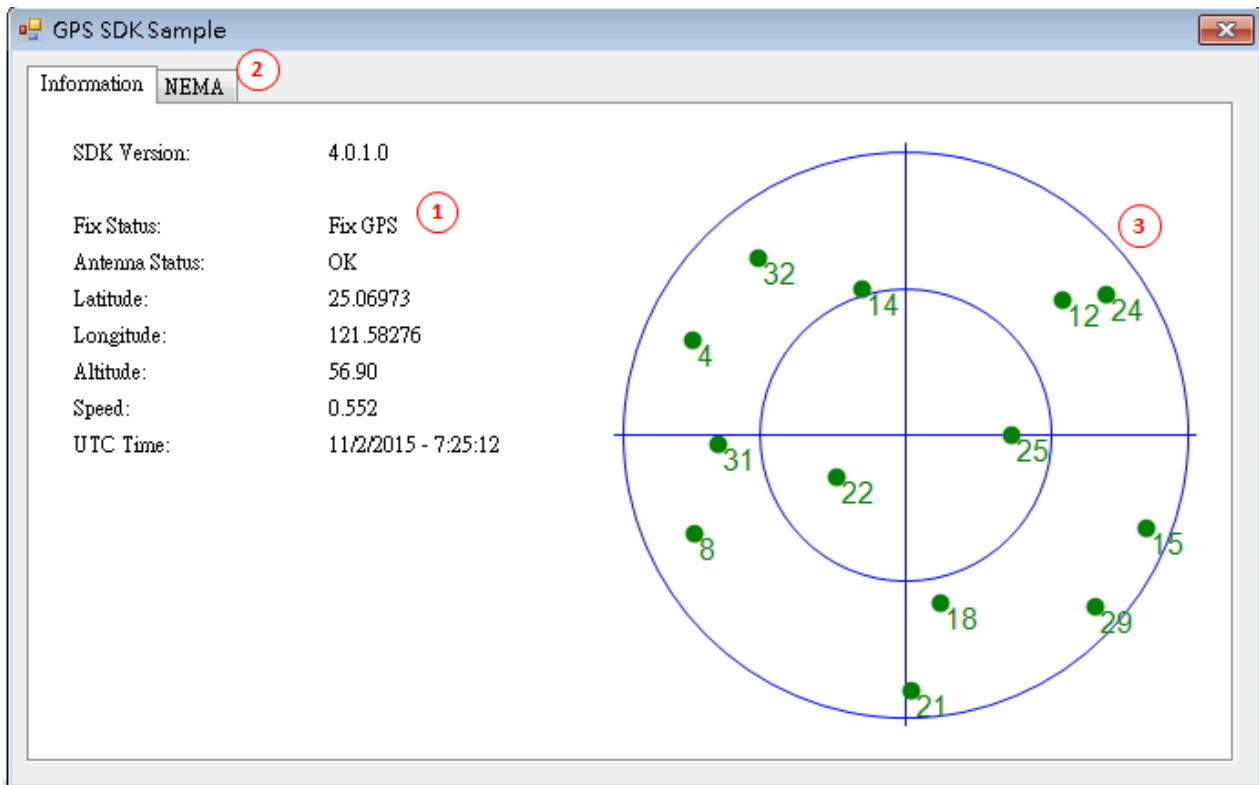 GPS SDK Sample
Information NEMA 2
SDK Version: 4.0.1.0
Fix Status: Fix GPS 1
Antenna Status: OK
Latitude: 25.06973
Longitude: 121.58276
Altitude: 56.90
Speed: 0.552
UTC Time: 11/2/2015 - 7:25:12
3
32
14
12
24
4
25
31
22
8
15
18
29
21